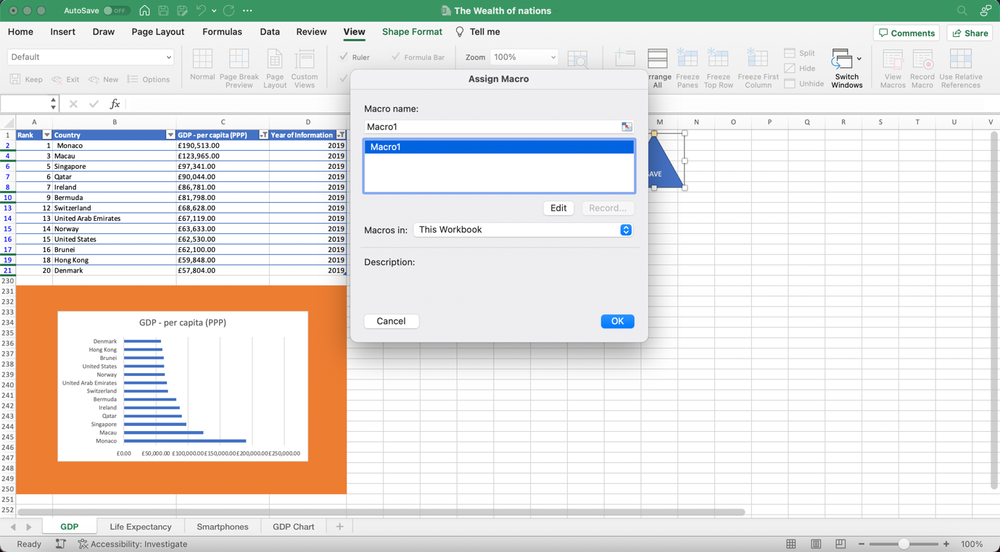 AutoSave OFF
The Wealth of nations
Home Insert Draw Page Layout Formulas Data Review View Shape Format Tell me Comments Share
Default
Keep Exit New Options
Normal Page Break Preview Page Layout Custom Views
Ruler Formula Bar
Zoom 100%
All Freeze Panes Freeze Top Row Freeze First Column
Split
Hide
Unhide
Switch Windows
View Macros Record Macro Use Relative References
fx
A B C D M N O P Q R S T U V
1 Rank Country GDP - per capita (PPP) Year of Information
2 1 Monaco £190,513.00 2019
4 3 Macau £123,965.00 2019
6 5 Singapore £97,341.00 2019
7 6 Qatar £90,044.00 2019
8 7 Ireland £86,781.00 2019
10 9 Bermuda £81,798.00 2019
13 12 Switzerland £68,628.00 2019
14 13 United Arab Emirates £67,119.00 2019
15 14 Norway £63,633.00 2019
16 15 United States £62,530.00 2019
17 16 Brunei £62,100.00 2019
19 18 Hong Kong £59,848.00 2019
21 20 Denmark £57,804.00 2019
230
231
232
233
234
235
236
237
238
239
240
241
242
243
244
245
246
247
248
249
250
251
252
GDP - per capita (PPP)
Denmark
Hong Kong
Brunei
United States
Norway
United Arab Emirates
Switzerland
Bermuda
Ireland
Qatar
Singapore
Macau
Monaco
£0.00 £50,000.00 £100,000.00 £150,000.00 £200,000.00 £250,000.00
Assign Macro
Macro name:
Macro1
Macro1
Edit Record...
Macros in: This Workbook
Description:
Cancel OK
GDP Life Expectancy Smartphones GDP Chart +
Ready Accessibility: Investigate 100%